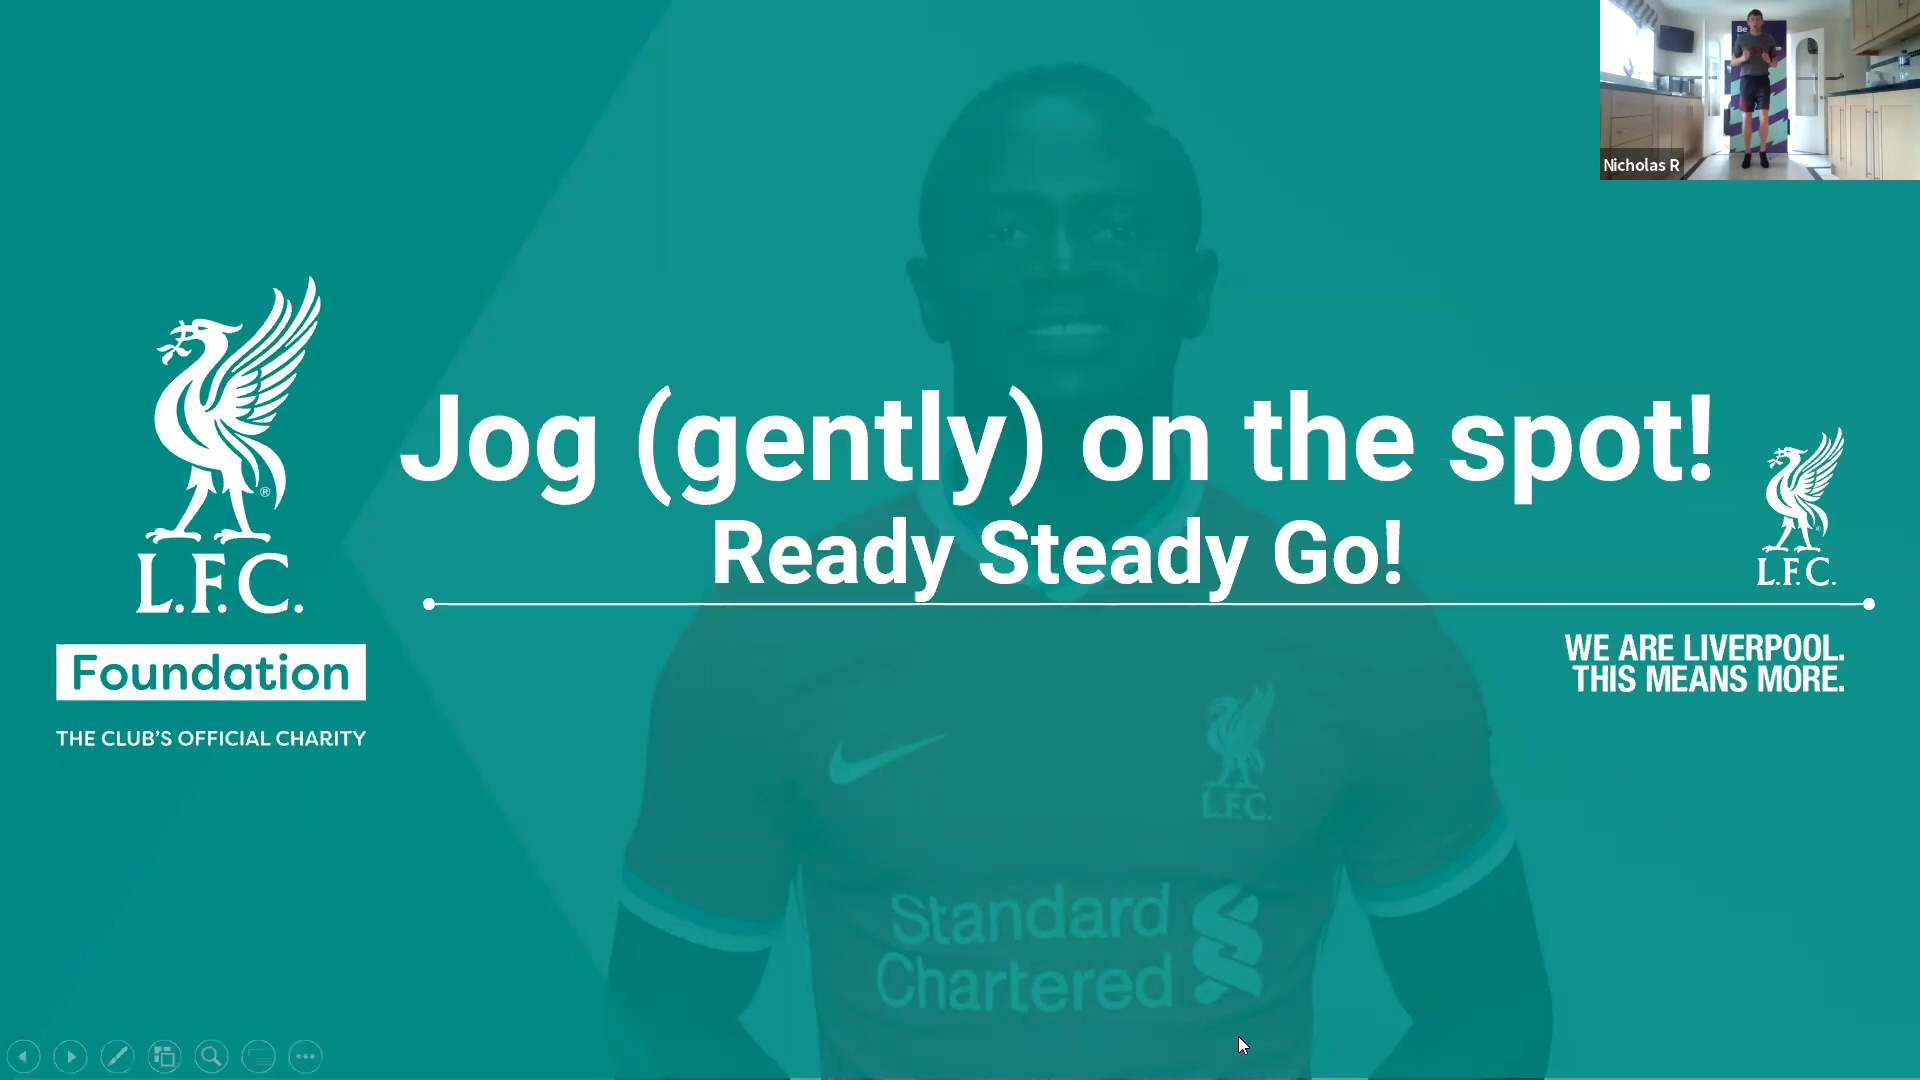 Be
Nicholas R
Jog (gently) on the spot!
Ready Steady Go!
®
L.F.C.
Foundation
THE CLUB'S OFFICIAL CHARITY
L.F.C.
WE ARE LIVERPOOL.
THIS MEANS MORE.
L.F.C.
Standard
Chartered